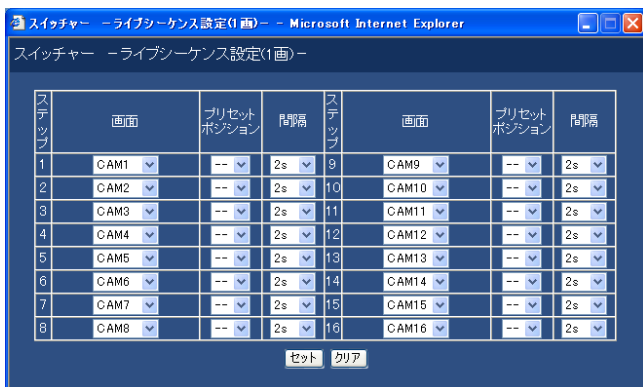 スイッチャー －ライブシーケンス設定(1画)－ - Microsoft Internet Explorer
スイッチャー －ライブシーケンス設定(1画)－
ステップ 画面 プリセットポジション 間隔 ステップ 画面 プリセットポジション 間隔
1 CAM1 -- 2s 9 CAM9 -- 2s
2 CAM2 -- 2s 10 CAM10 -- 2s
3 CAM3 -- 2s 11 CAM11 -- 2s
4 CAM4 -- 2s 12 CAM12 -- 2s
5 CAM5 -- 2s 13 CAM13 -- 2s
6 CAM6 -- 2s 14 CAM14 -- 2s
7 CAM7 -- 2s 15 CAM15 -- 2s
8 CAM8 -- 2s 16 CAM16 -- 2s
セット クリア